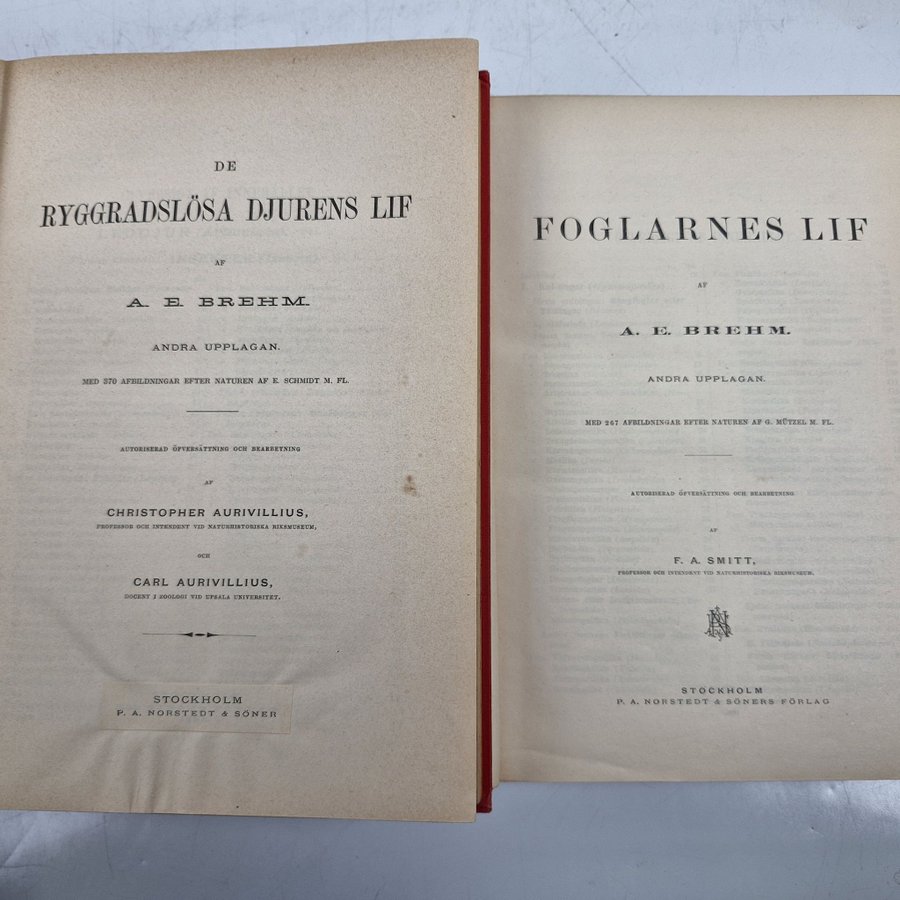 DE
RYGGRADSLÖSA DJURENS LIF
AF
A. E. BREHM.
ANDRA UPPLAGAN.
MED 370 AFBILDNINGAR EFTER NATUREN AF E. SCHMIDT M. FL.
AUTORISERAD ÖFVERSÄTTNING OCH BEARBETNING
AF
CHRISTOPHER AURIVILLIUS,
PROFESSOR OCH INTENDENT VID NATURHISTORISKA RIKSMUSEUM,
OCH
CARL AURIVILLIUS,
DOCENT I ZOOLOGI VID UPSALA UNIVERSITET.
STOCKHOLM
P. A. NORSTEDT & SÖNER
FOGLARNES LIF
AF
A. E. BREHM.
ANDRA UPPLAGAN.
MED 267 AFBILDNINGAR EFTER NATUREN AF G. MÜTZEL M. FL.
AUTORISERAD ÖFVERSÄTTNING OCH BEARBETNING
AF
F. A. SMITT,
PROFESSOR OCH INTENDENT VID NATURHISTORISKA RIKSMUSEUM.
STOCKHOLM
P. A. NORSTEDT & SÖNERS FÖRLAG